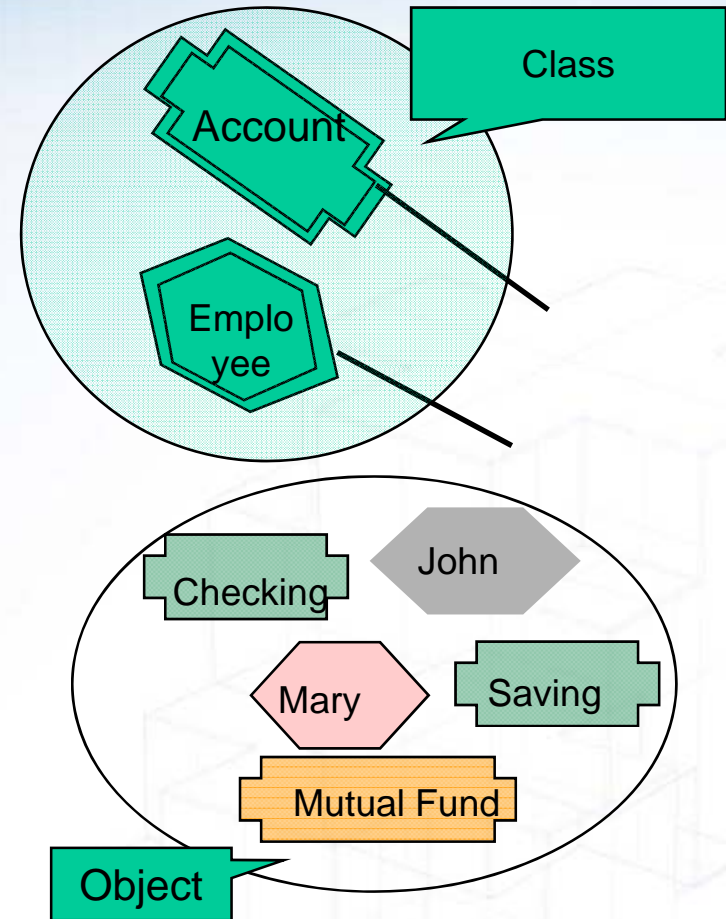 Class
Account
Emplo
yee
John
Checking
Mary
Saving
Mutual Fund
Object